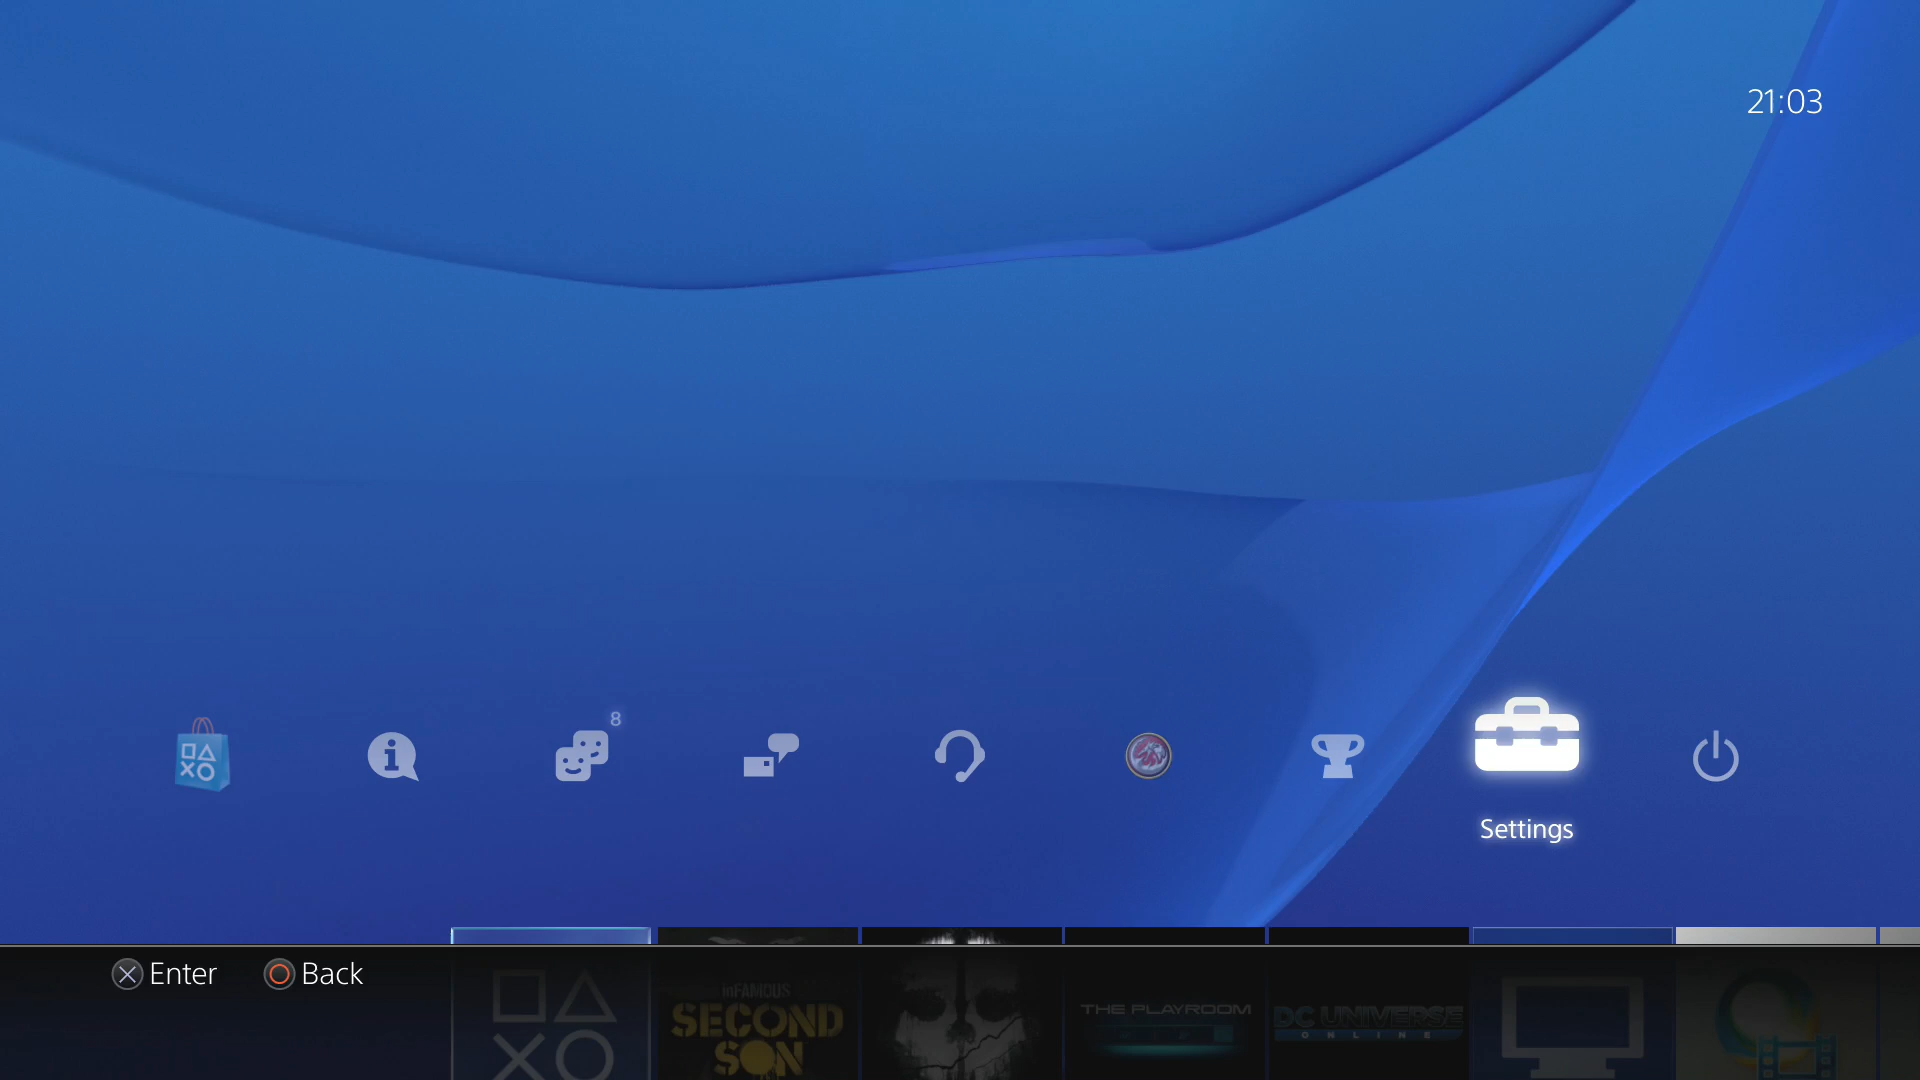 21:03
8
Settings
Enter
Back
inFAMOUS
SECOND
SON
THE PLAYROOM
DC UNIVERSE
ONLINE